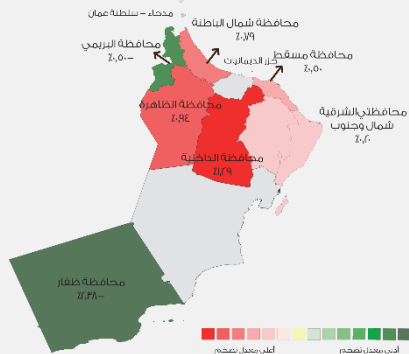 مدحاء - سلطنة عمان
محافظة شمال الباطنة
٪٠,٧٩
محافظة البريمي
٪٠,٥٠-
جزر الديمانيات
محافظة مسقط
٪٠,٥٠
محافظة الظاهرة
٪٠,٩٤
محافظتي الشرقية
شمال وجنوب
٪٠,٢٠
محافظة الداخلية
٪١,٢٩
محافظة ظفار
٪٢,٣٨-
أعلى معدل تضخم
أدنى معدل تضخم